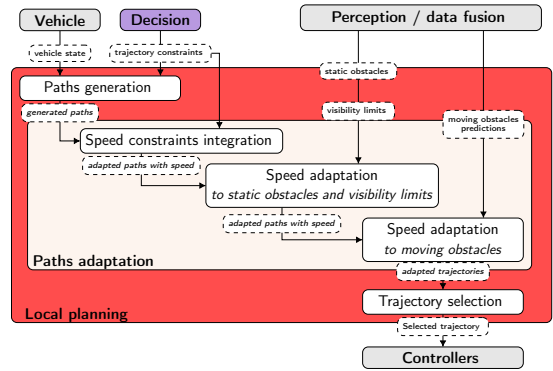 Vehicle
Decision
Perception / data fusion
vehicle state
trajectory constraints
static obstacles
Paths generation
generated paths
visibility limits
moving obstacles
predictions
Speed constraints integration
adapted paths with speed
Speed adaptation
to static obstacles and visibility limits
adapted paths with speed
Speed adaptation
to moving obstacles
Paths adaptation
adapted trajectories
Trajectory selection
Local planning
Selected trajectory
Controllers